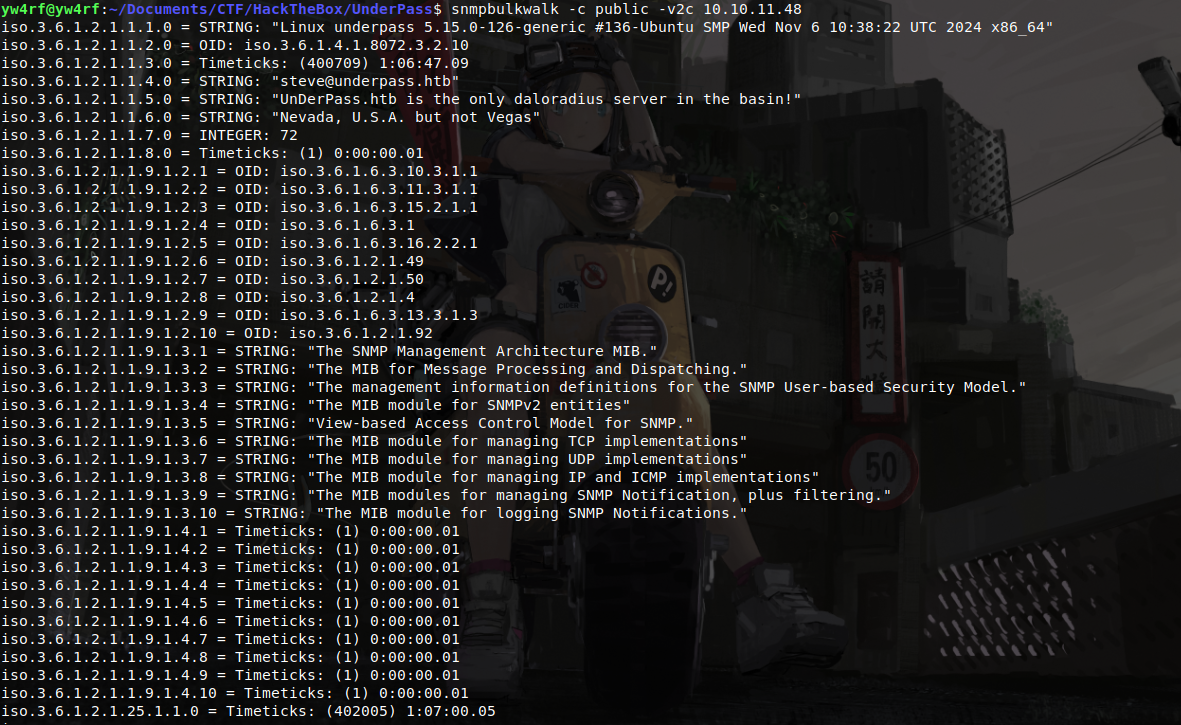 yw4rf@yw4rf:~/Documents/CTF/HackTheBox/UnderPass$ snmpbulkwalk -c public -v2c 10.10.11.48
iso.3.6.1.2.1.1.1.0 = STRING: "Linux underpass 5.15.0-126-generic #136-Ubuntu SMP Wed Nov 6 10:38:22 UTC 2024 x86_64"
iso.3.6.1.2.1.1.2.0 = OID: iso.3.6.1.4.1.8072.3.2.10
iso.3.6.1.2.1.1.3.0 = Timeticks: (400709) 1:06:47.09
iso.3.6.1.2.1.1.4.0 = STRING: "steve@underpass.htb"
iso.3.6.1.2.1.1.5.0 = STRING: "UnDerPass.htb is the only daloradius server in the basin!"
iso.3.6.1.2.1.1.6.0 = STRING: "Nevada, U.S.A. but not Vegas"
iso.3.6.1.2.1.1.7.0 = INTEGER: 72
iso.3.6.1.2.1.1.8.0 = Timeticks: (1) 0:00:00.01
iso.3.6.1.2.1.1.9.1.2.1 = OID: iso.3.6.1.6.3.10.3.1.1
iso.3.6.1.2.1.1.9.1.2.2 = OID: iso.3.6.1.6.3.11.3.1.1
iso.3.6.1.2.1.1.9.1.2.3 = OID: iso.3.6.1.6.3.15.2.1.1
iso.3.6.1.2.1.1.9.1.2.4 = OID: iso.3.6.1.6.3.1
iso.3.6.1.2.1.1.9.1.2.5 = OID: iso.3.6.1.6.3.16.2.2.1
iso.3.6.1.2.1.1.9.1.2.6 = OID: iso.3.6.1.2.1.49
iso.3.6.1.2.1.1.9.1.2.7 = OID: iso.3.6.1.2.1.50
iso.3.6.1.2.1.1.9.1.2.8 = OID: iso.3.6.1.2.1.4
iso.3.6.1.2.1.1.9.1.2.9 = OID: iso.3.6.1.6.3.13.3.1.3
iso.3.6.1.2.1.1.9.1.2.10 = OID: iso.3.6.1.2.1.92
iso.3.6.1.2.1.1.9.1.3.1 = STRING: "The SNMP Management Architecture MIB."
iso.3.6.1.2.1.1.9.1.3.2 = STRING: "The MIB for Message Processing and Dispatching."
iso.3.6.1.2.1.1.9.1.3.3 = STRING: "The management information definitions for the SNMP User-based Security Model."
iso.3.6.1.2.1.1.9.1.3.4 = STRING: "The MIB module for SNMPv2 entities"
iso.3.6.1.2.1.1.9.1.3.5 = STRING: "View-based Access Control Model for SNMP."
iso.3.6.1.2.1.1.9.1.3.6 = STRING: "The MIB module for managing TCP implementations"
iso.3.6.1.2.1.1.9.1.3.7 = STRING: "The MIB module for managing UDP implementations"
iso.3.6.1.2.1.1.9.1.3.8 = STRING: "The MIB module for managing IP and ICMP implementations"
iso.3.6.1.2.1.1.9.1.3.9 = STRING: "The MIB modules for managing SNMP Notification, plus filtering."
iso.3.6.1.2.1.1.9.1.3.10 = STRING: "The MIB module for logging SNMP Notifications."
iso.3.6.1.2.1.1.9.1.4.1 = Timeticks: (1) 0:00:00.01
iso.3.6.1.2.1.1.9.1.4.2 = Timeticks: (1) 0:00:00.01
iso.3.6.1.2.1.1.9.1.4.3 = Timeticks: (1) 0:00:00.01
iso.3.6.1.2.1.1.9.1.4.4 = Timeticks: (1) 0:00:00.01
iso.3.6.1.2.1.1.9.1.4.5 = Timeticks: (1) 0:00:00.01
iso.3.6.1.2.1.1.9.1.4.6 = Timeticks: (1) 0:00:00.01
iso.3.6.1.2.1.1.9.1.4.7 = Timeticks: (1) 0:00:00.01
iso.3.6.1.2.1.1.9.1.4.8 = Timeticks: (1) 0:00:00.01
iso.3.6.1.2.1.1.9.1.4.9 = Timeticks: (1) 0:00:00.01
iso.3.6.1.2.1.1.9.1.4.10 = Timeticks: (1) 0:00:00.01
iso.3.6.1.2.1.25.1.1.0 = Timeticks: (402005) 1:07:00.05
P!
請開大
50